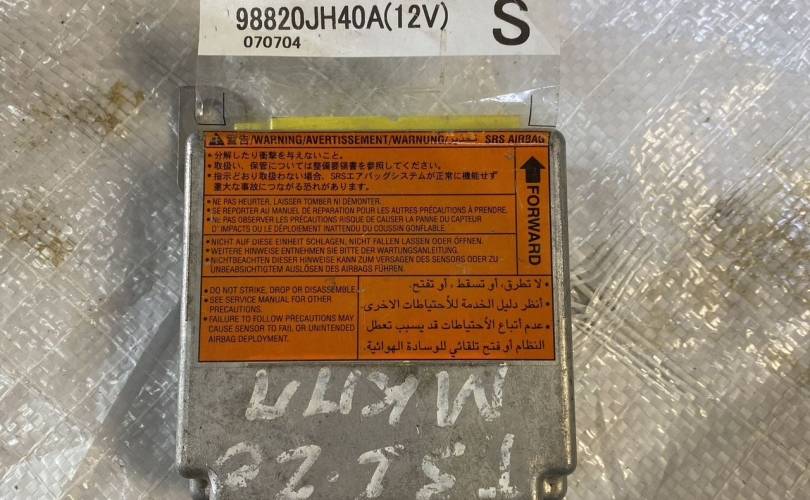 98820JH40A(12V) S
070704
警告/WARNING/AVERTISSEMENT/WARNUNG/تحذير SRS AIRBAG
• 分解したり衝撃を与えないこと。
• 取扱い、保管については整備要領書を参照してください。
• 指示どおり取扱わない場合、SRSエアバッグシステムが正常に機能せず
重大な事故につながる恐れがあります。
FORWARD
• NE PAS HEURTER, LAISSER TOMBER NI DÉMONTER.
• SE REPORTER AU MANUEL DE RÉPARATION POUR LES AUTRES PRÉCAUTIONS À PRENDRE.
• NE PAS OBSERVER LES PRÉCAUTIONS RISQUE DE CAUSER LA PANNE DU CAPTEUR
D'IMPACTS OU LE DÉPLOIEMENT INATTENDU DU COUSSIN GONFLABLE.
• NICHT AUF DIESE EINHEIT SCHLAGEN, NICHT FALLEN LASSEN ODER ÖFFNEN.
• WEITERE HINWEISE ENTNEHMEN SIE BITTE DER WARTUNGSANLEITUNG.
• NICHTBEACHTEN DIESER HINWEISE KANN ZUM VERSAGEN DES SENSORS ODER ZU
UNBEABSICHTIGTEM AUSLÖSEN DES AIRBAGS FÜHREN.
• DO NOT STRIKE, DROP OR DISASSEMBLE.
• SEE SERVICE MANUAL FOR OTHER
PRECAUTIONS.
• FAILURE TO FOLLOW PRECAUTIONS MAY
CAUSE SENSOR TO FAIL OR UNINTENDED
AIRBAG DEPLOYMENT.
• لا تطرق، أو تسقط، أو تفتح.
• أنظر دليل الخدمة للأحتياطات الاخرى.
• عدم أتباع الأحتياطات قد يسبب تعطل
النظام أو فتح تلقائي للوسادة الهوائية.
МКПП